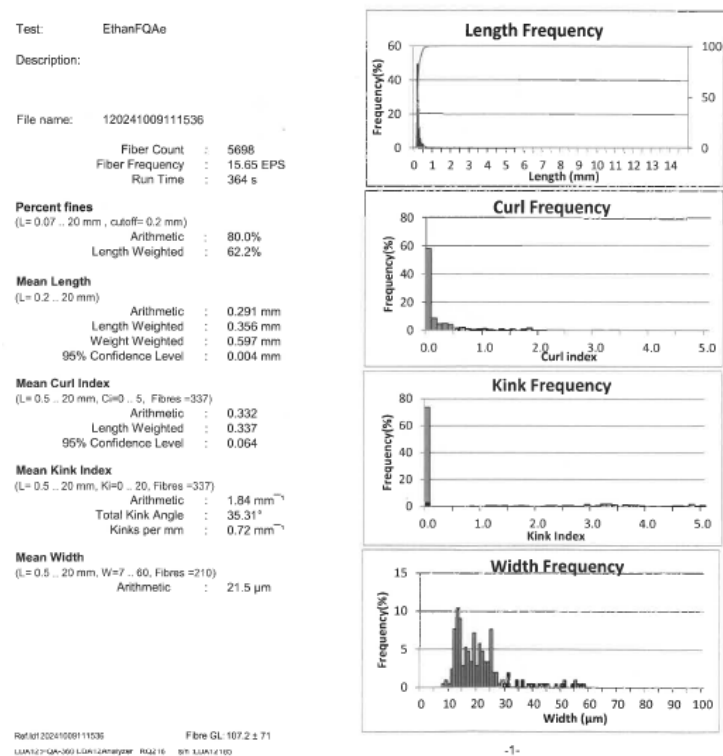 Test: EthanFQAe
Description:
File name: 120241009111536
Fiber Count : 5698
Fiber Frequency : 15.65 EPS
Run Time : 364 s
Percent fines
(L= 0.07 .. 20 mm , cutoff= 0.2 mm)
Arithmetic : 80.0%
Length Weighted : 62.2%
Mean Length
(L= 0.2 .. 20 mm)
Arithmetic : 0.291 mm
Length Weighted : 0.356 mm
Weight Weighted : 0.597 mm
95% Confidence Level : 0.004 mm
Mean Curl Index
(L= 0.5 .. 20 mm, Ci=0 .. 5, Fibres =337)
Arithmetic : 0.332
Length Weighted : 0.337
95% Confidence Level : 0.064
Mean Kink Index
(L= 0.5 .. 20 mm, Ki=0 .. 20, Fibres =337)
Arithmetic : 1.84 mm⁻¹
Total Kink Angle : 35.31°
Kinks per mm : 0.72 mm⁻¹
Mean Width
(L= 0.5 .. 20 mm, W=7 .. 60, Fibres =210)
Arithmetic : 21.5 µm
Ref.Id120241009111536 Fibre GL: 107.2 ± 71
Length Frequency
Frequency(%)
60 100
40
50
20
0 0
0 1 2 3 4 5 6 7 8 9 10 11 12 13 14
Length (mm)
Curl Frequency
Frequency(%)
80
60
40
20
0
0.0 1.0 2.0 3.0 4.0 5.0
Curl index
Kink Frequency
Frequency(%)
80
60
40
20
0
0.0 1.0 2.0 3.0 4.0 5.0
Kink Index
Width Frequency
Frequency(%)
15
10
5
0
0 10 20 30 40 50 60 70 80 90 100
Width (µm)
-1-